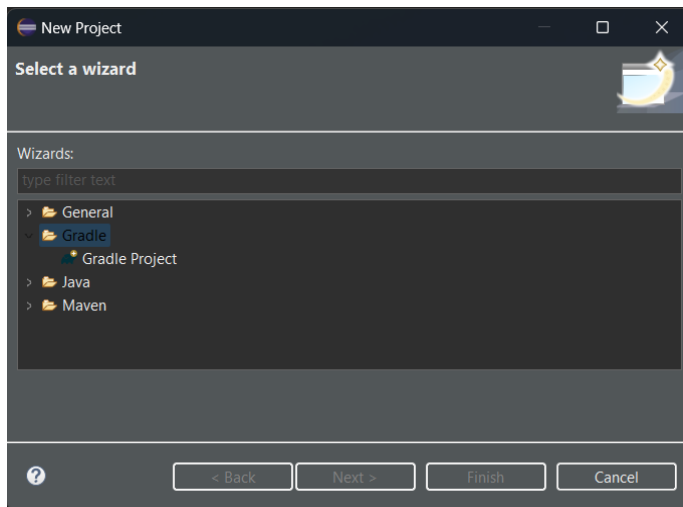 New Project
Select a wizard
Wizards:
type filter text
General
Gradle
Gradle Project
Java
Maven
? < Back Next > Finish Cancel